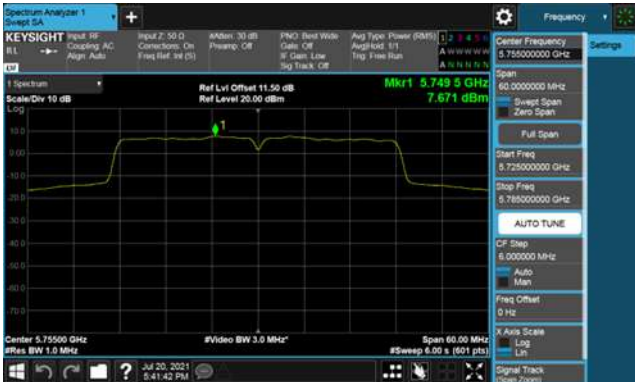 Spectrum Analyzer 1
Swept SA
Frequency
KEYSIGHT
Input: RF
Coupling: AC
Align: Auto
Input Z: 50 Ω
Corrections: On
Freq Ref: Int (S)
#Atten: 30 dB
Preamp: Off
PNO: Best Wide
Gate: Off
IF Gain: Low
Sig Track: Off
Avg Type: Power (RMS)
Avg|Hold: 1/1
Trig: Free Run
1 2 3 4 5 6
A W W W W W
A N N N N N
Center Frequency
5.755000000 GHz
Settings
Span
60.0000000 MHz
Swept Span
Zero Span
Full Span
Start Freq
5.725000000 GHz
Stop Freq
5.785000000 GHz
AUTO TUNE
CF Step
6.000000 MHz
Auto
Man
Freq Offset
0 Hz
X Axis Scale
Log
Lin
Signal Track
(Span Zoom)
1 Spectrum
Scale/Div 10 dB
Log
Ref Lvl Offset 11.50 dB
Ref Level 20.00 dBm
Mkr1 5.749 5 GHz
7.671 dBm
1
10.0
0.00
-10.0
-20.0
-30.0
-40.0
-50.0
-60.0
-70.0
Center 5.75500 GHz
#Res BW 1.0 MHz
#Video BW 3.0 MHz*
Span 60.00 MHz
#Sweep 6.00 s (601 pts)
Jul 20, 2021
5:41:42 PM